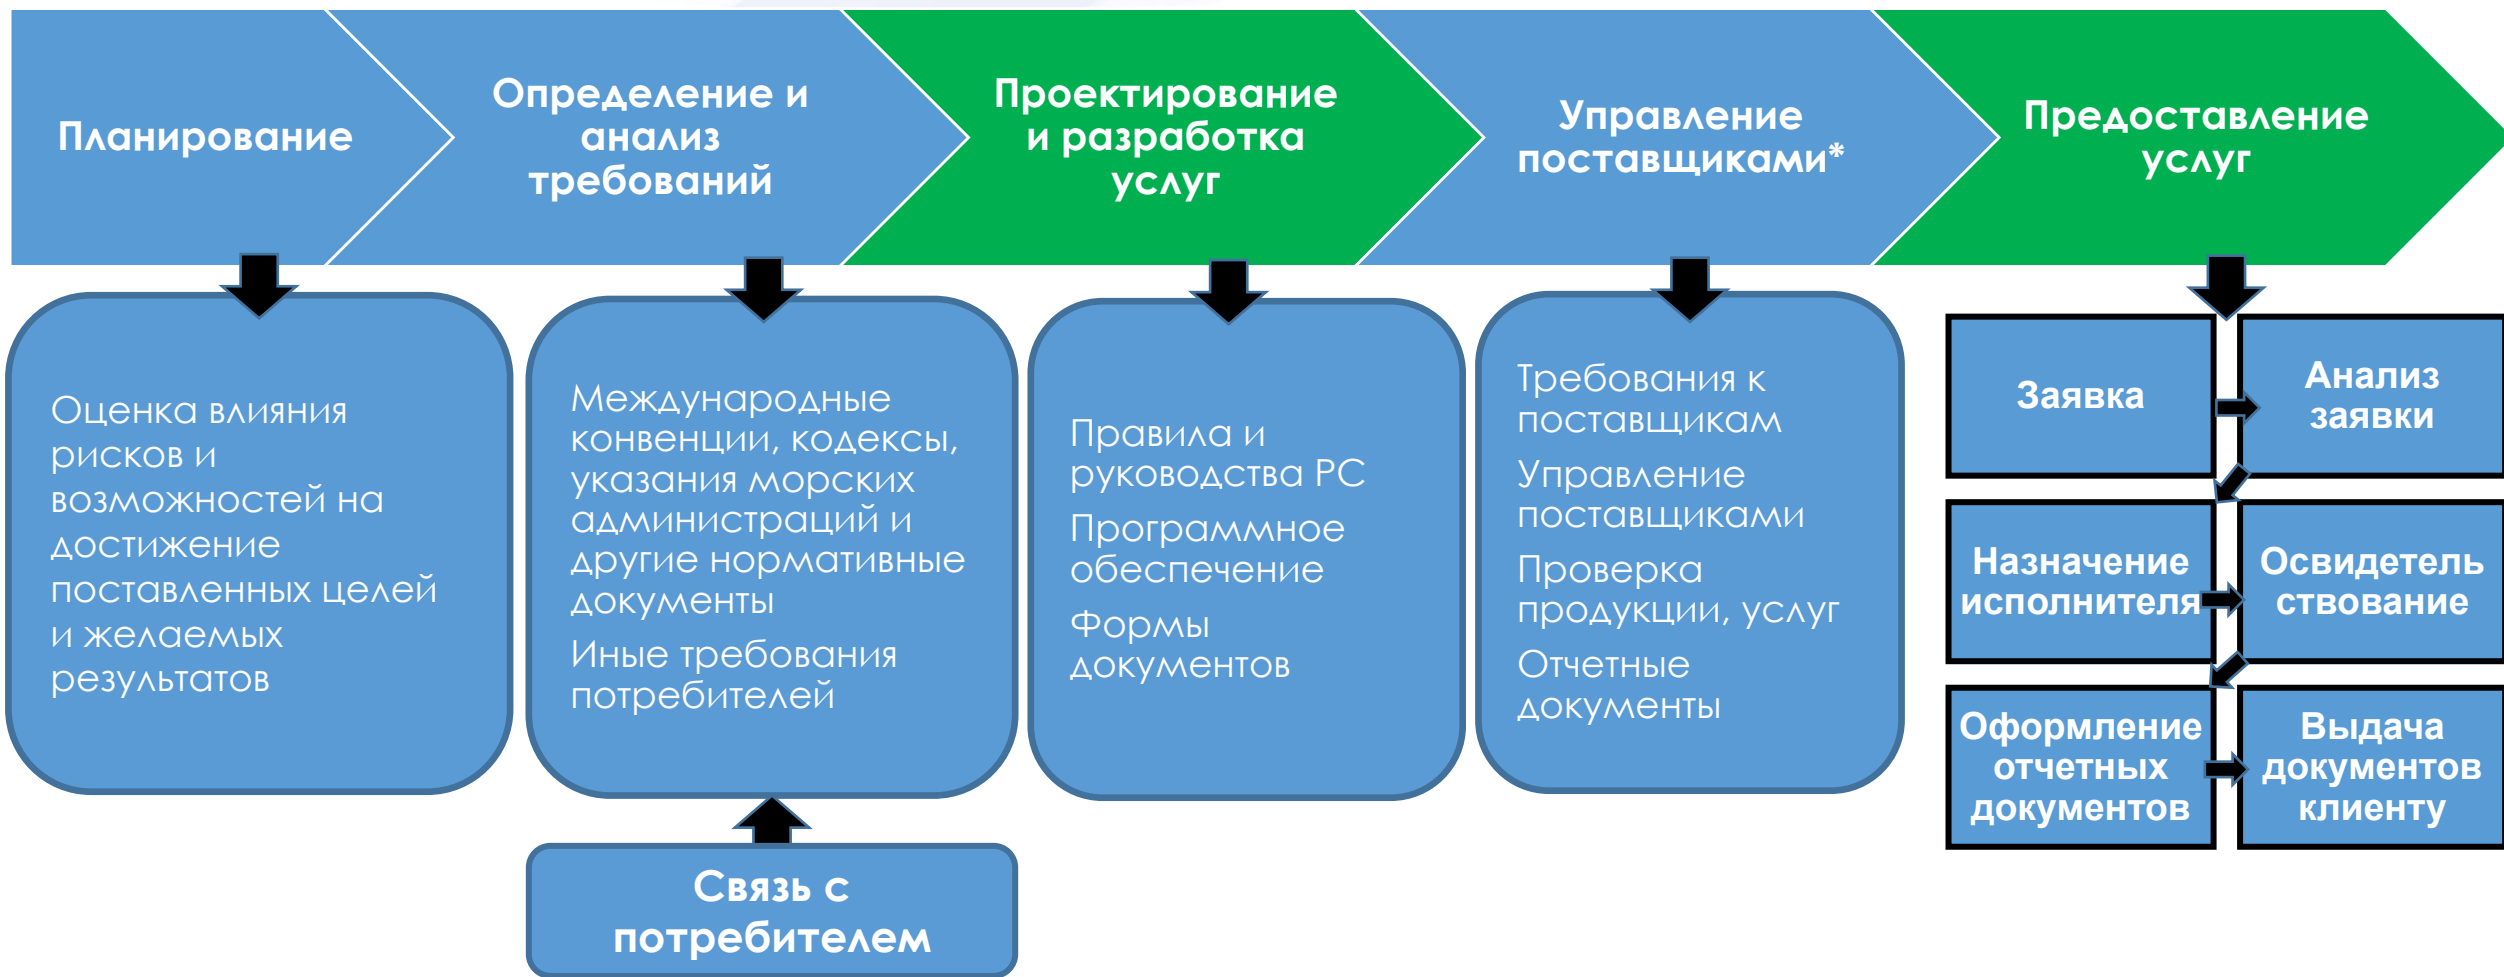 Планирование
Определение и
анализ
требований
Проектирование
и разработка
услуг
Управление
поставщиками*
Предоставление
услуг
Оценка влияния
рисков и
возможностей на
достижение
поставленных целей
и желаемых
результатов
Международные
конвенции, кодексы,
указания морских
администраций и
другие нормативные
документы
Иные требования
потребителей
Связь с
потребителем
Правила и
руководства РС
Программное
обеспечение
Формы
документов
Требования к
поставщикам
Управление
поставщиками
Проверка
продукции, услуг
Отчетные
документы
Заявка
Анализ
заявки
Назначение
исполнителя
Освидетель
ствование
Оформление
отчетных
документов
Выдача
документов
клиенту